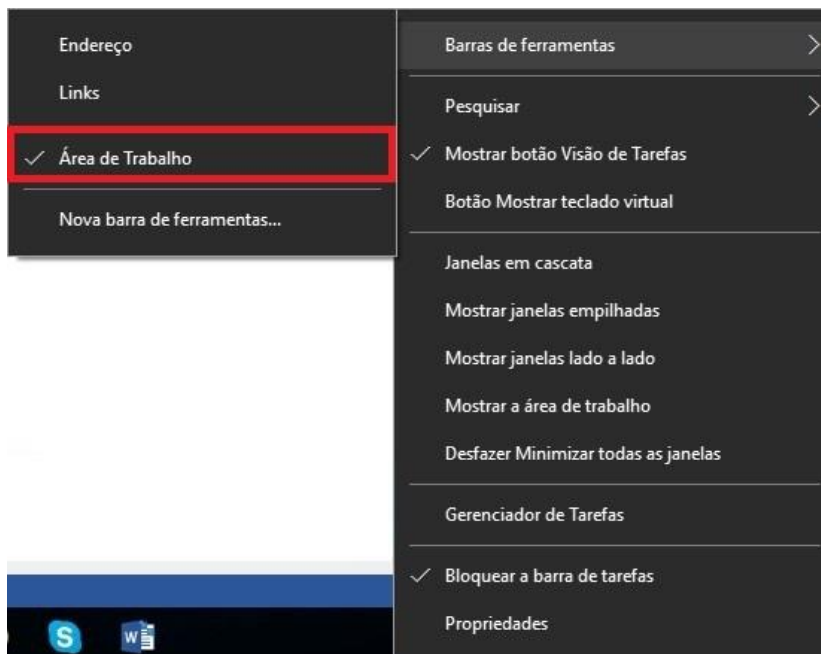 Endereço
Links
Área de Trabalho
Nova barra de ferramentas...
Barras de ferramentas
Pesquisar
Mostrar botão Visão de Tarefas
Botão Mostrar teclado virtual
Janelas em cascata
Mostrar janelas empilhadas
Mostrar janelas lado a lado
Mostrar a área de trabalho
Desfazer Minimizar todas as janelas
Gerenciador de Tarefas
Bloquear a barra de tarefas
Propriedades
S
W